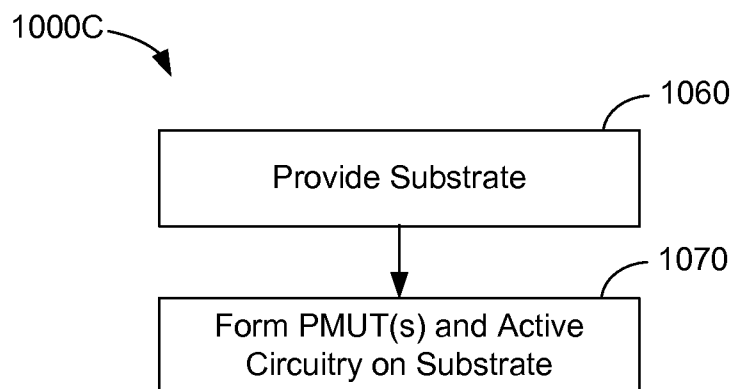 1000C
1060
Provide Substrate
1070
Form PMUT(s) and Active
Circuitry on Substrate